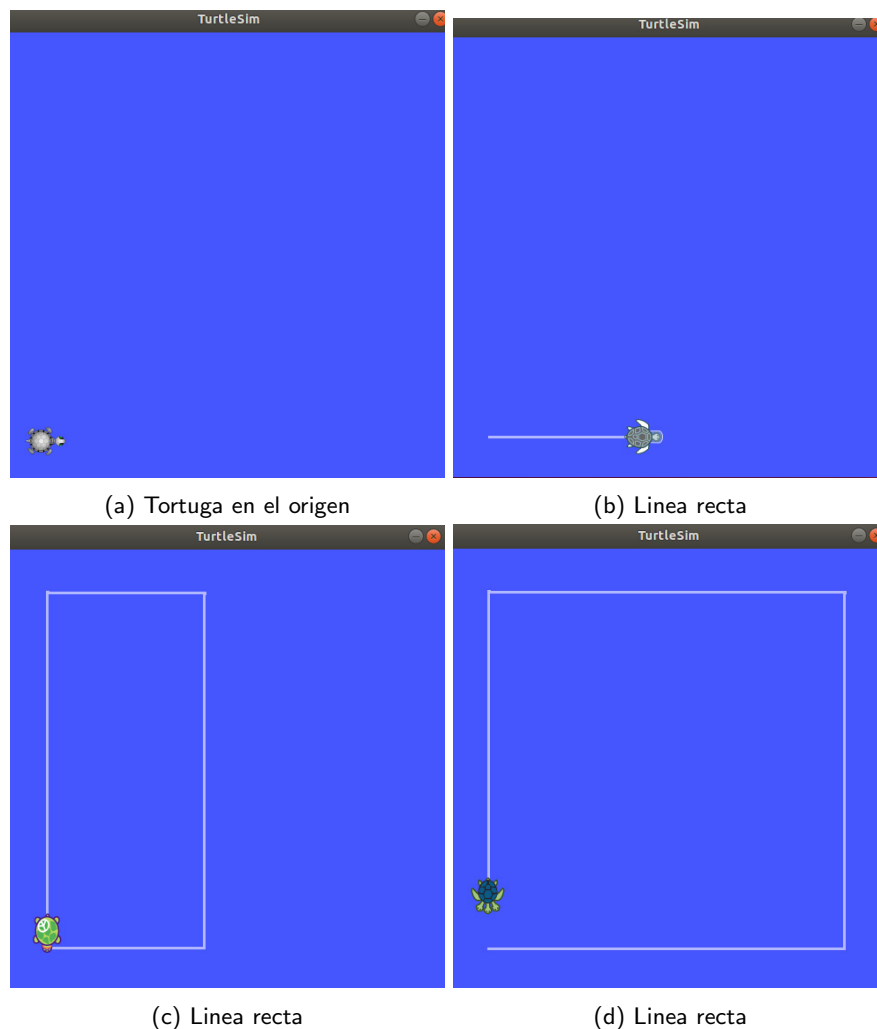 TurtleSim
TurtleSim
(a) Tortuga en el origen
(b) Linea recta
TurtleSim
TurtleSim
(c) Linea recta
(d) Linea recta